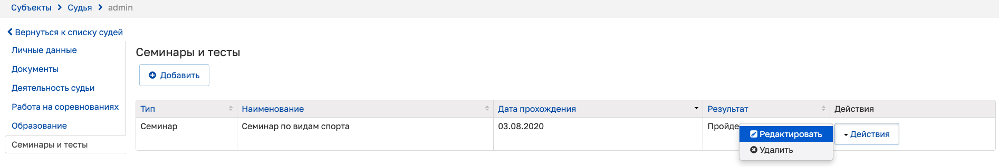 Субъекты Судья admin
Вернуться к списку судей
Личные данные
Документы
Деятельность судьи
Работа на соревнованиях
Образование
Семинары и тесты
Семинары и тесты
Добавить
Тип Наименование Дата прохождения Результат Действия
Семинар Семинар по видам спорта 03.08.2020 Пройде
Действия
Редактировать
Удалить